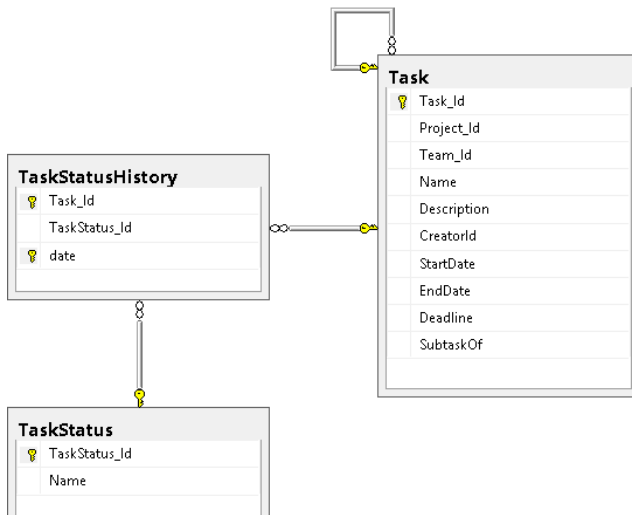 Task
Task_Id
Project_Id
Team_Id
Name
Description
CreatorId
StartDate
EndDate
Deadline
SubtaskOf
TaskStatusHistory
Task_Id
TaskStatus_Id
date
TaskStatus
TaskStatus_Id
Name